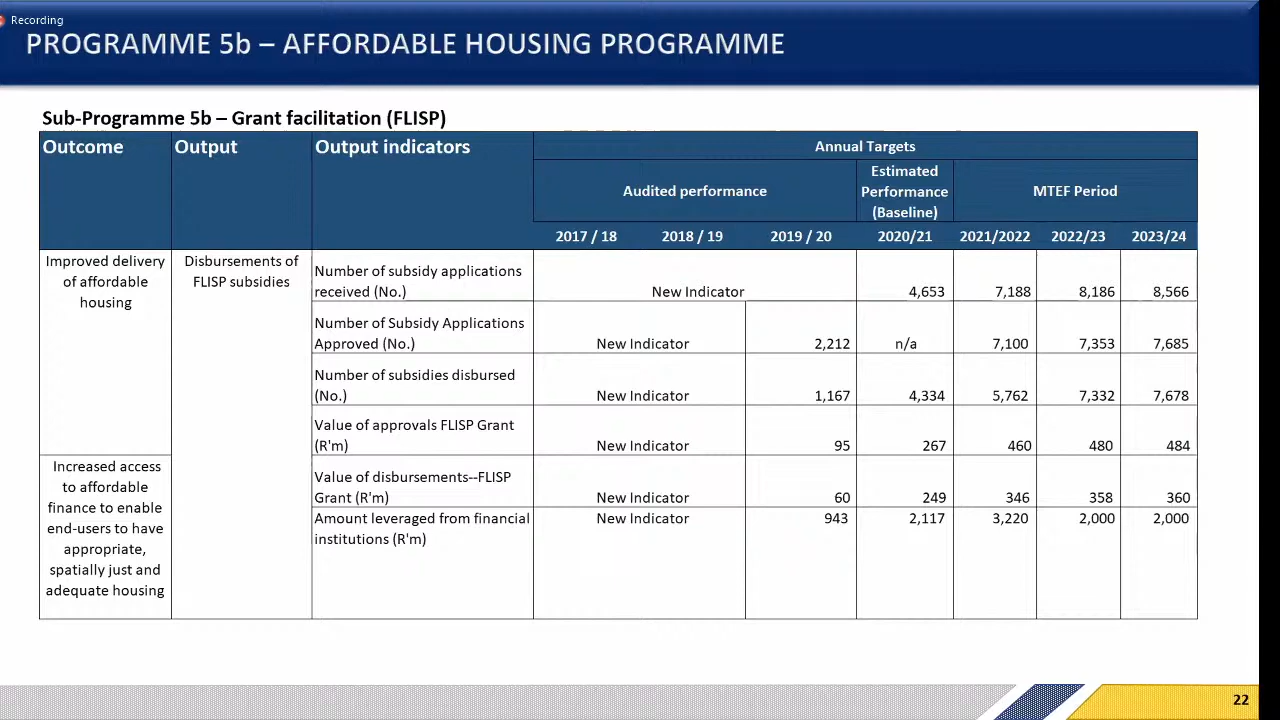 Recording
PROGRAMME 5b – AFFORDABLE HOUSING PROGRAMME
Sub-Programme 5b – Grant facilitation (FLISP)
Outcome Output Output indicators Annual Targets
Audited performance Estimated Performance (Baseline) MTEF Period
2017 / 18 2018 / 19 2019 / 20 2020/21 2021/2022 2022/23 2023/24
Improved delivery
of affordable
housing
Disbursements of
FLISP subsidies
Number of subsidy applications
received (No.) New Indicator 4,653 7,188 8,186 8,566
Number of Subsidy Applications
Approved (No.) New Indicator 2,212 n/a 7,100 7,353 7,685
Number of subsidies disbursed
(No.) New Indicator 1,167 4,334 5,762 7,332 7,678
Value of approvals FLISP Grant
(R'm) New Indicator 95 267 460 480 484
Increased access
to affordable
finance to enable
end-users to have
appropriate,
spatially just and
adequate housing
Value of disbursements--FLISP
Grant (R'm) New Indicator 60 249 346 358 360
Amount leveraged from financial New Indicator 943 2,117 3,220 2,000 2,000
institutions (R'm)
22